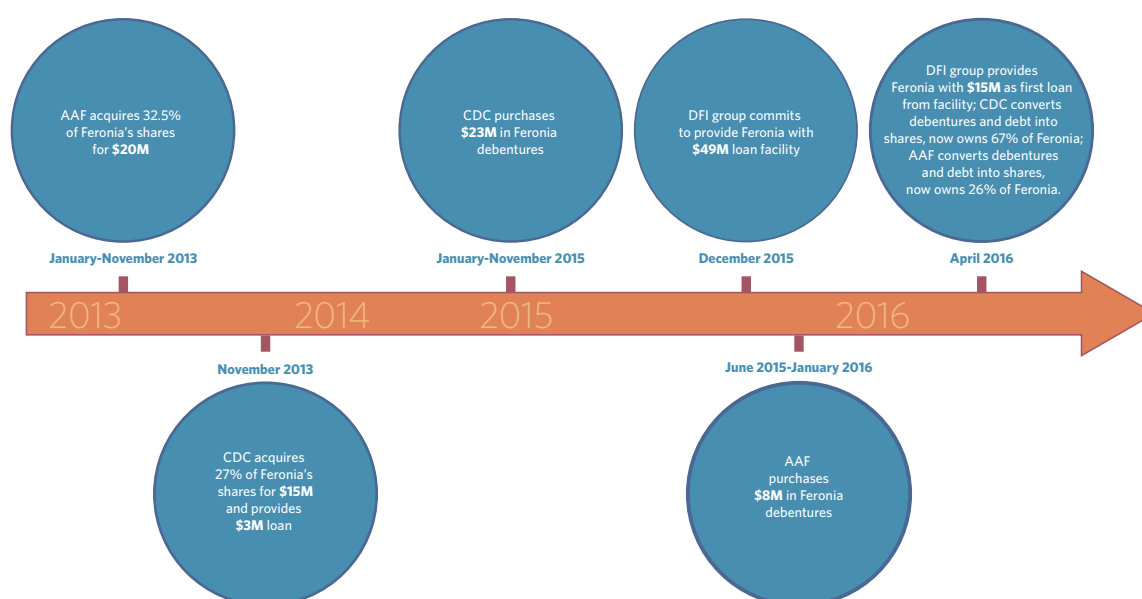 AAF acquires 32.5%
of Feronia's shares
for $20M
CDC purchases
$23M in Feronia
debentures
DFI group commits
to provide Feronia with
$49M loan facility
DFI group provides
Feronia with $15M as first loan
from facility; CDC converts
debentures and debt into
shares, now owns 67% of Feronia;
AAF converts debentures
and debt into shares,
now owns 26% of Feronia.
January-November 2013
January-November 2015
December 2015
April 2016
2013
2014
2015
2016
November 2013
June 2015-January 2016
CDC acquires
27% of Feronia's
shares for $15M
and provides
$3M loan
AAF
purchases
$8M in Feronia
debentures